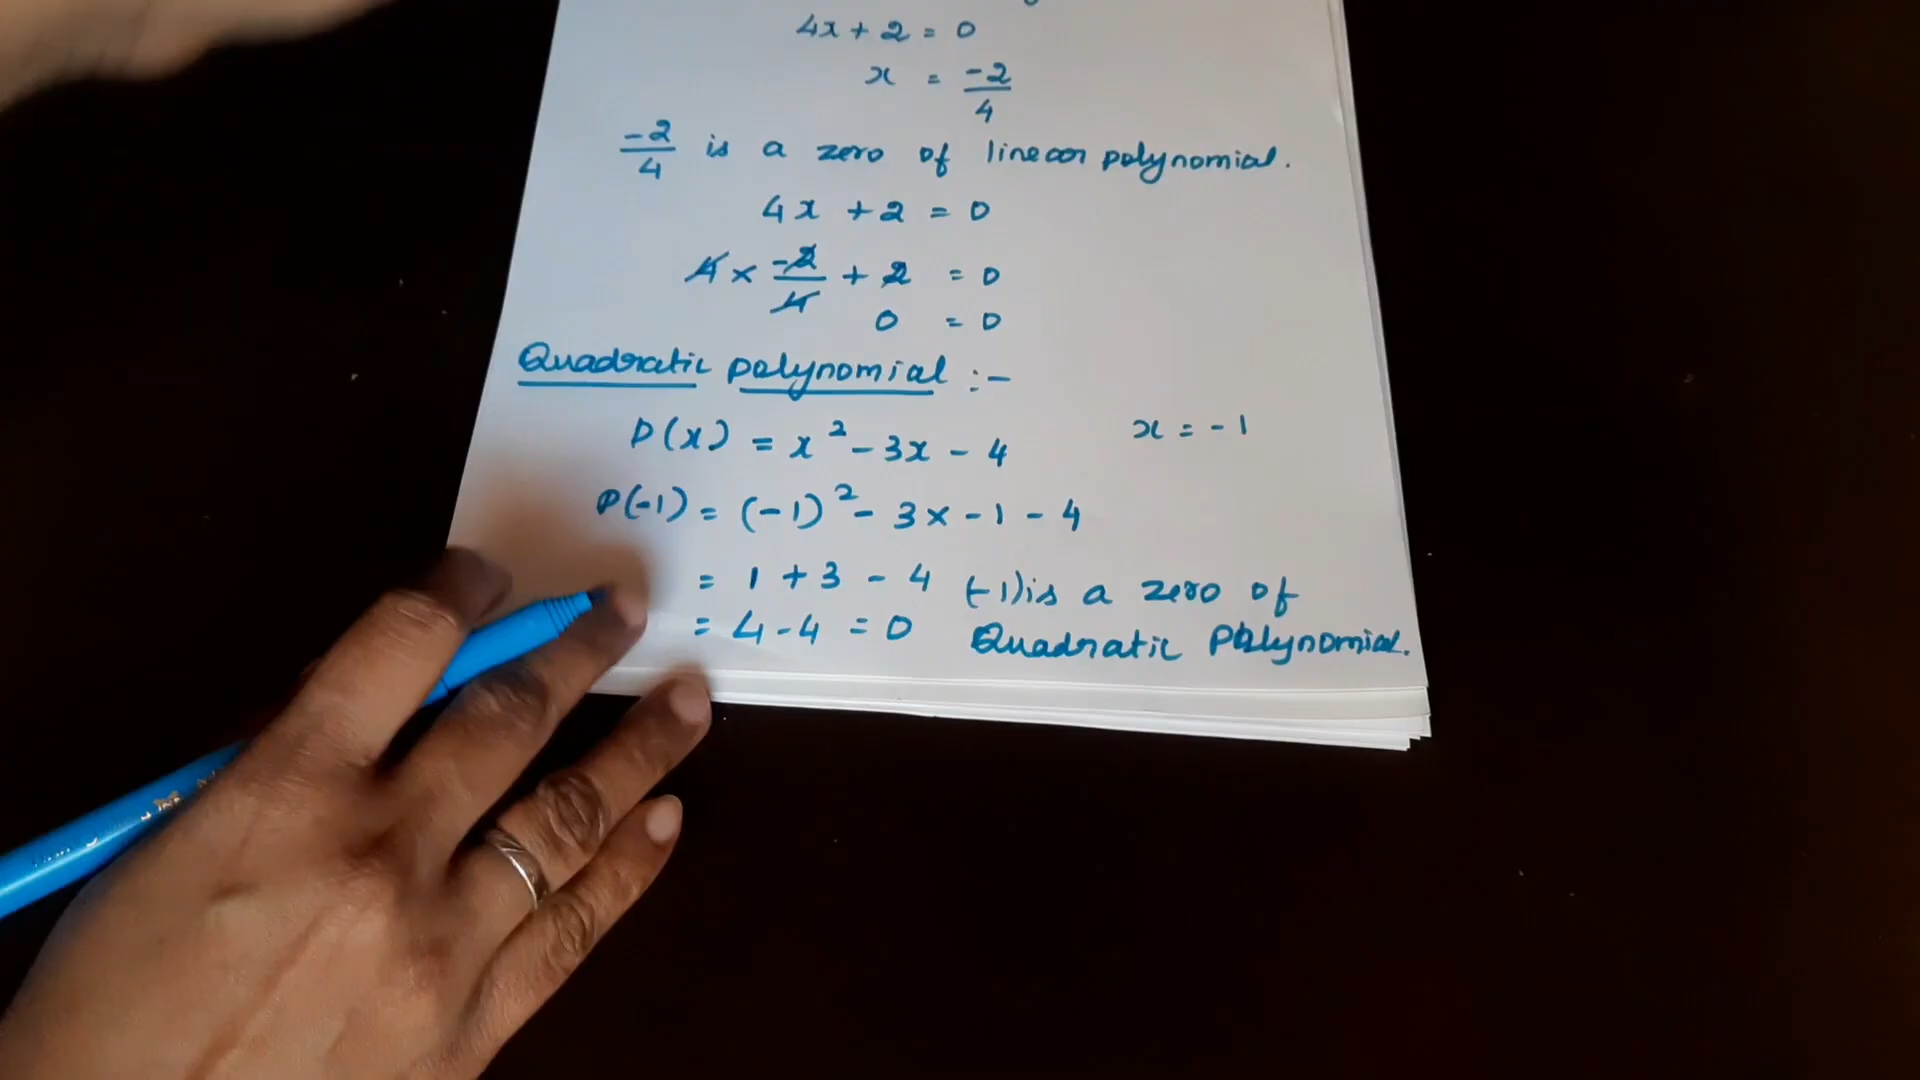 4x + 2 = 0
x = -2/4
-2/4 is a zero of linear polynomial.
4x + 2 = 0
4 × -2/4 + 2 = 0
0 = 0
Quadratic polynomial :-
P(x) = x² - 3x - 4 x = -1
P(-1) = (-1)² - 3x - 1 - 4
= 1 + 3 - 4 (-1) is a zero of
= 4 - 4 = 0 Quadratic Polynomial.